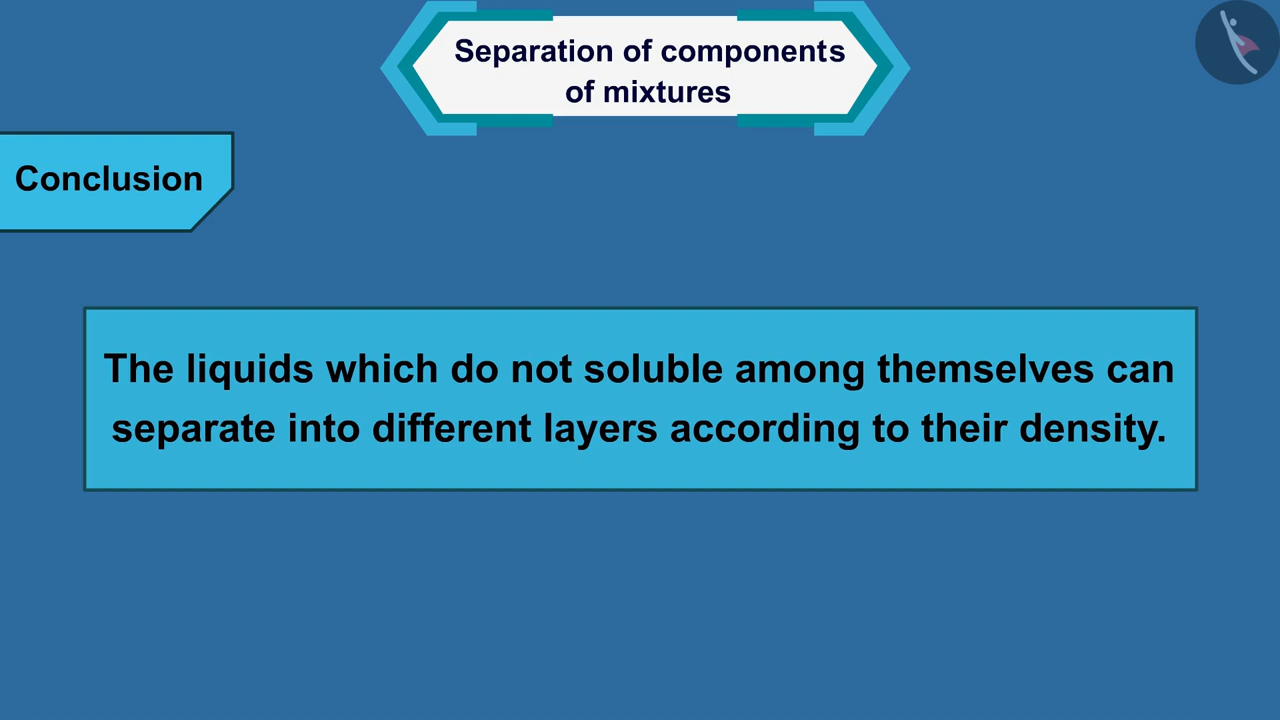 Separation of components
of mixtures
Conclusion
The liquids which do not soluble among themselves can
separate into different layers according to their density.